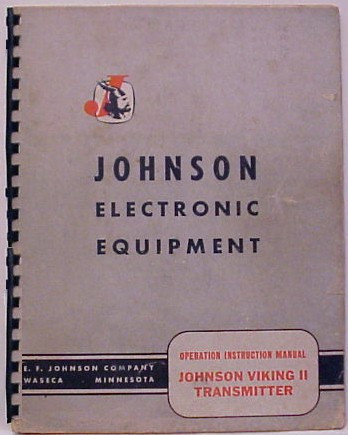 J
JOHNSON
ELECTRONIC
EQUIPMENT
E. F. JOHNSON COMPANY
WASECA MINNESOTA
OPERATION INSTRUCTION MANUAL
JOHNSON VIKING II
TRANSMITTER